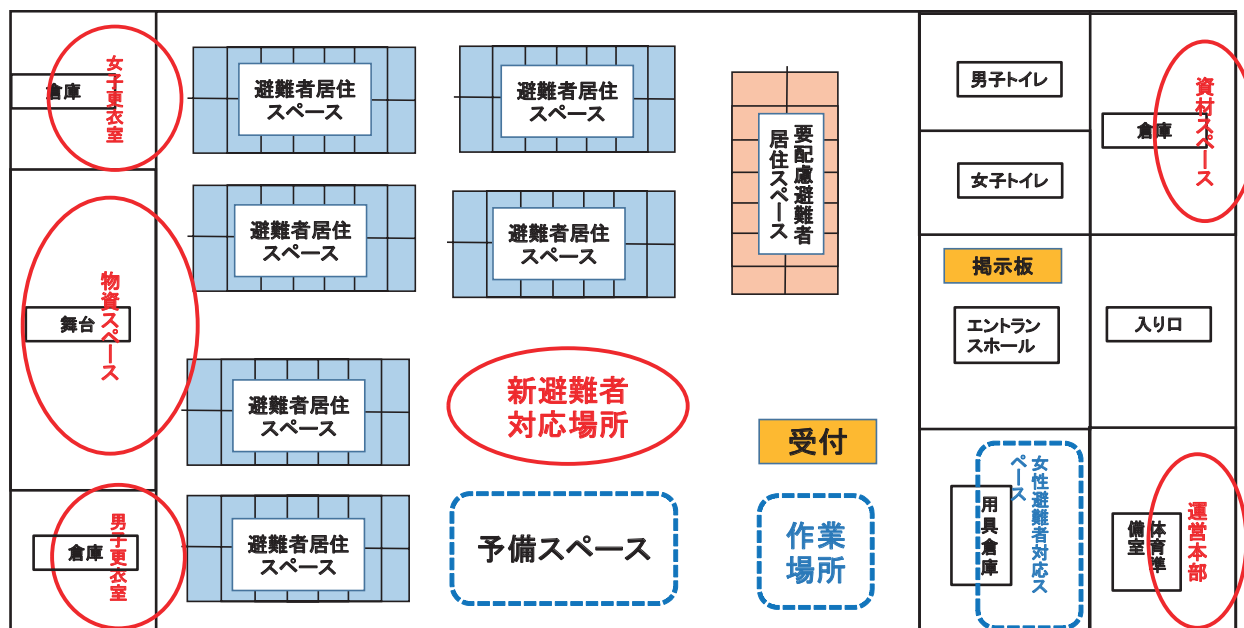 倉庫
女子更衣室
舞台
物資スペース
倉庫
男子更衣室
避難者居住
スペース
避難者居住
スペース
避難者居住
スペース
避難者居住
スペース
避難者居住
スペース
避難者居住
スペース
要配慮避難者
居住スペース
新避難者
対応場所
予備スペース
受付
作業
場所
男子トイレ
女子トイレ
倉庫
資材スペース
掲示板
エントラン
スホール
入り口
用具倉庫
女性避難者対応ス
ペース
体育準
備室
運営本部